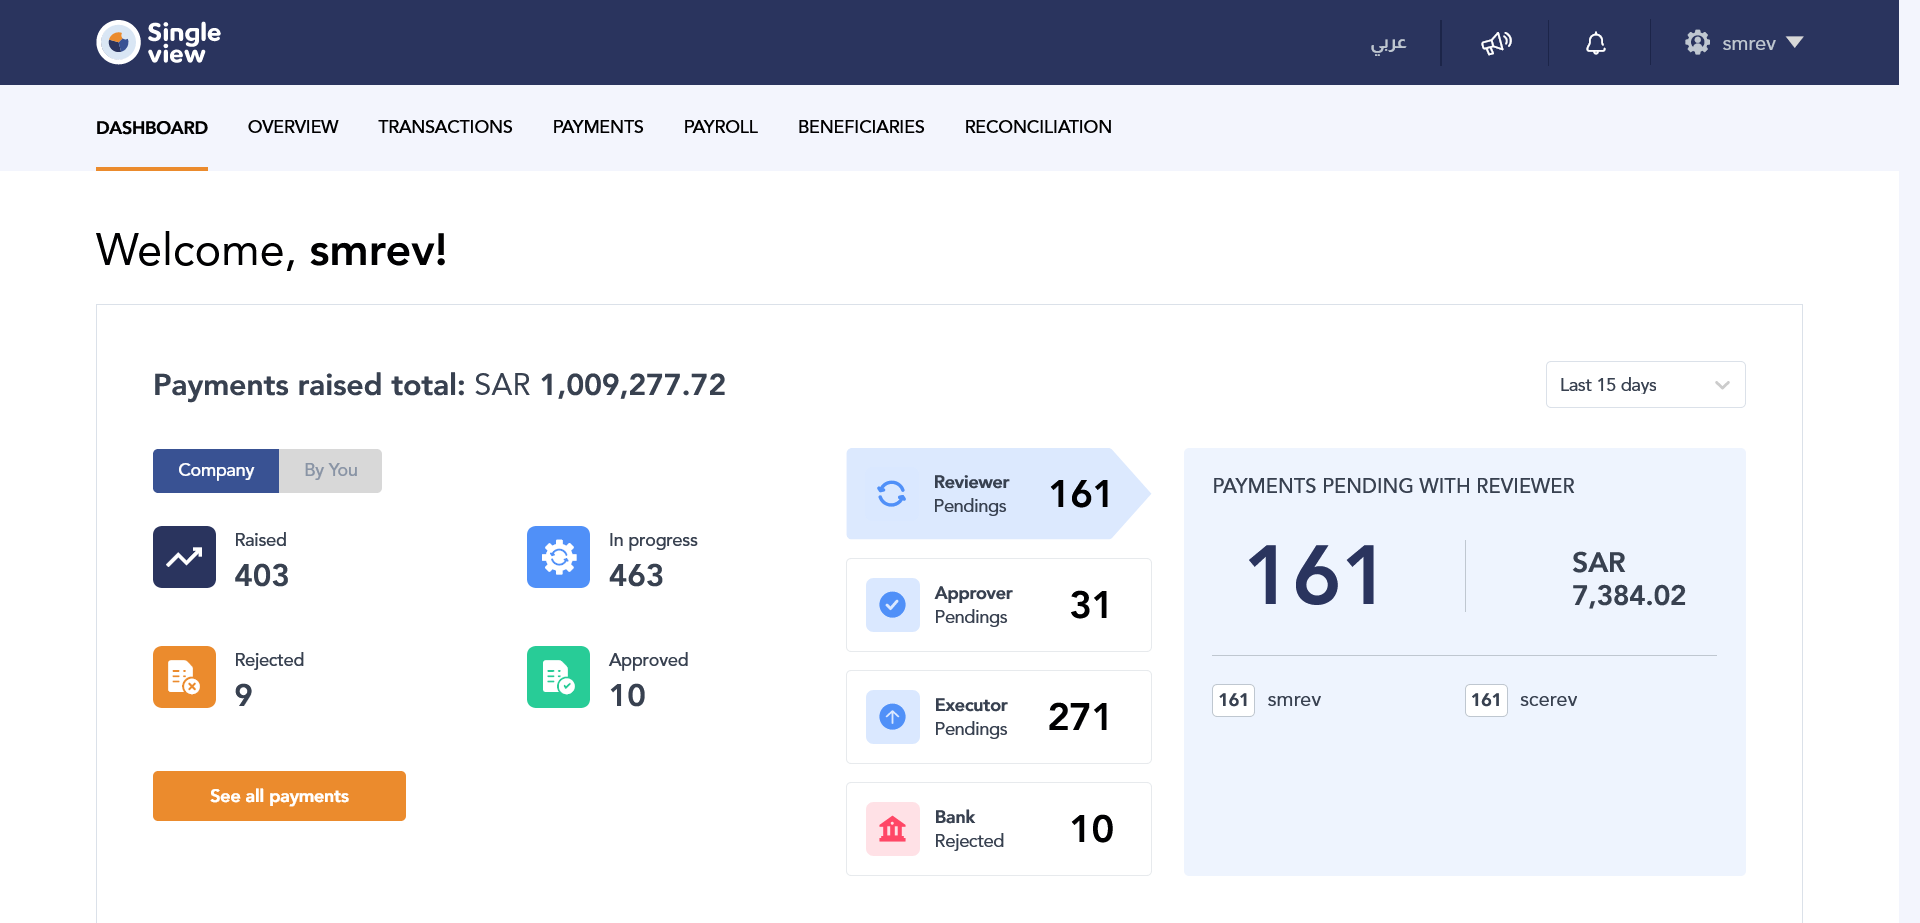 Single
view
عربي
smrev
DASHBOARD OVERVIEW TRANSACTIONS PAYMENTS PAYROLL BENEFICIARIES RECONCILIATION
Welcome, smrev!
Payments raised total: SAR 1,009,277.72
Last 15 days
Company By You
Raised
403
In progress
463
Rejected
9
Approved
10
See all payments
Reviewer
Pendings
161
Approver
Pendings
31
Executor
Pendings
271
Bank
Rejected
10
PAYMENTS PENDING WITH REVIEWER
161
SAR
7,384.02
161 smrev
161 scerev